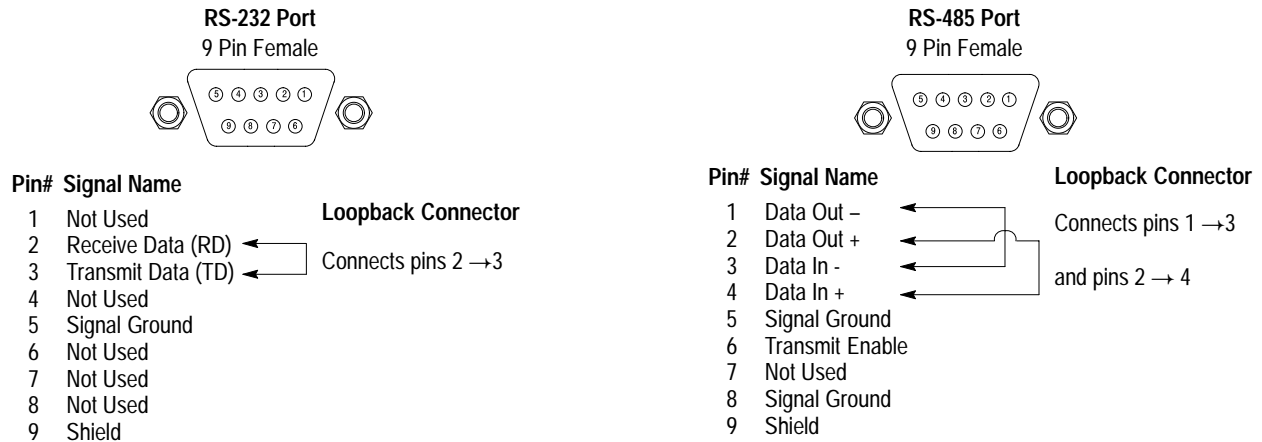 RS-232 Port
9 Pin Female
5 4 3 2 1
9 8 7 6
Pin# Signal Name
1 Not Used
2 Receive Data (RD)
3 Transmit Data (TD)
4 Not Used
5 Signal Ground
6 Not Used
7 Not Used
8 Not Used
9 Shield
Loopback Connector
Connects pins 2 →3
RS-485 Port
9 Pin Female
5 4 3 2 1
9 8 7 6
Pin# Signal Name
1 Data Out –
2 Data Out +
3 Data In -
4 Data In +
5 Signal Ground
6 Transmit Enable
7 Not Used
8 Signal Ground
9 Shield
Loopback Connector
Connects pins 1 →3
and pins 2 → 4